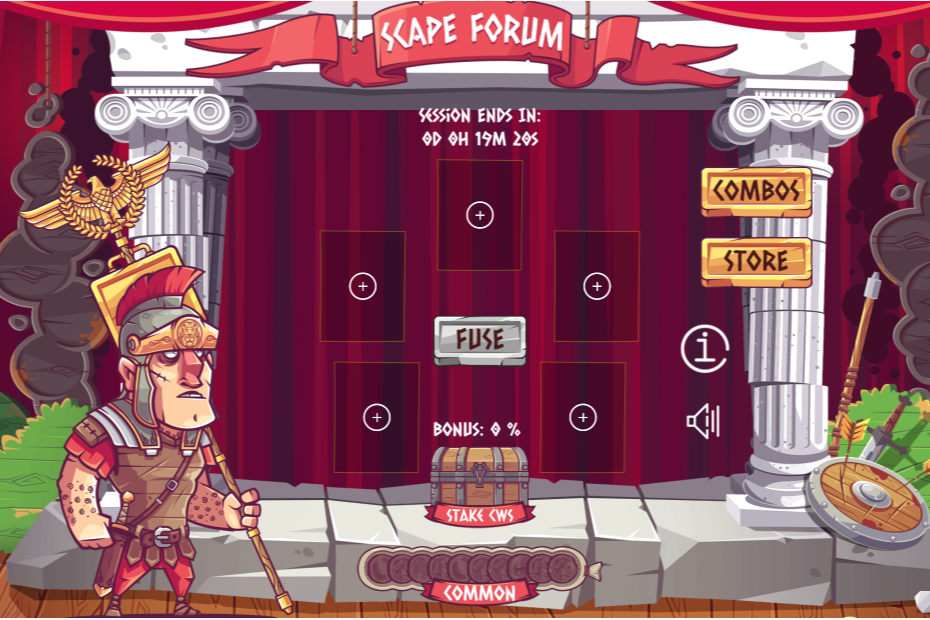 SCAPE FORUM
SESSION ENDS IN:
0D 0H 19M 20S
COMBOS
STORE
FUSE
BONUS: 0 %
STAKE CWS
COMMON